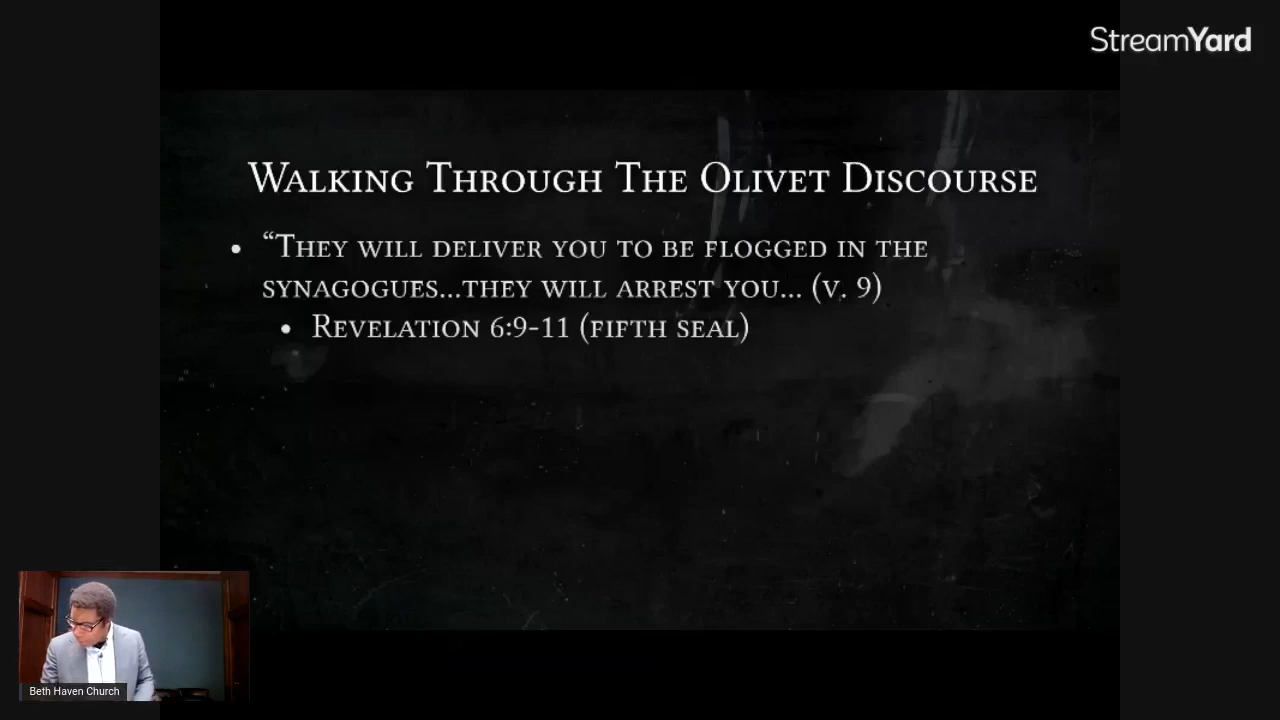 StreamYard
Walking Through The Olivet Discourse
• “They will deliver you to be flogged in the
synagogues...they will arrest you... (v. 9)
• Revelation 6:9-11 (fifth seal)
Beth Haven Church